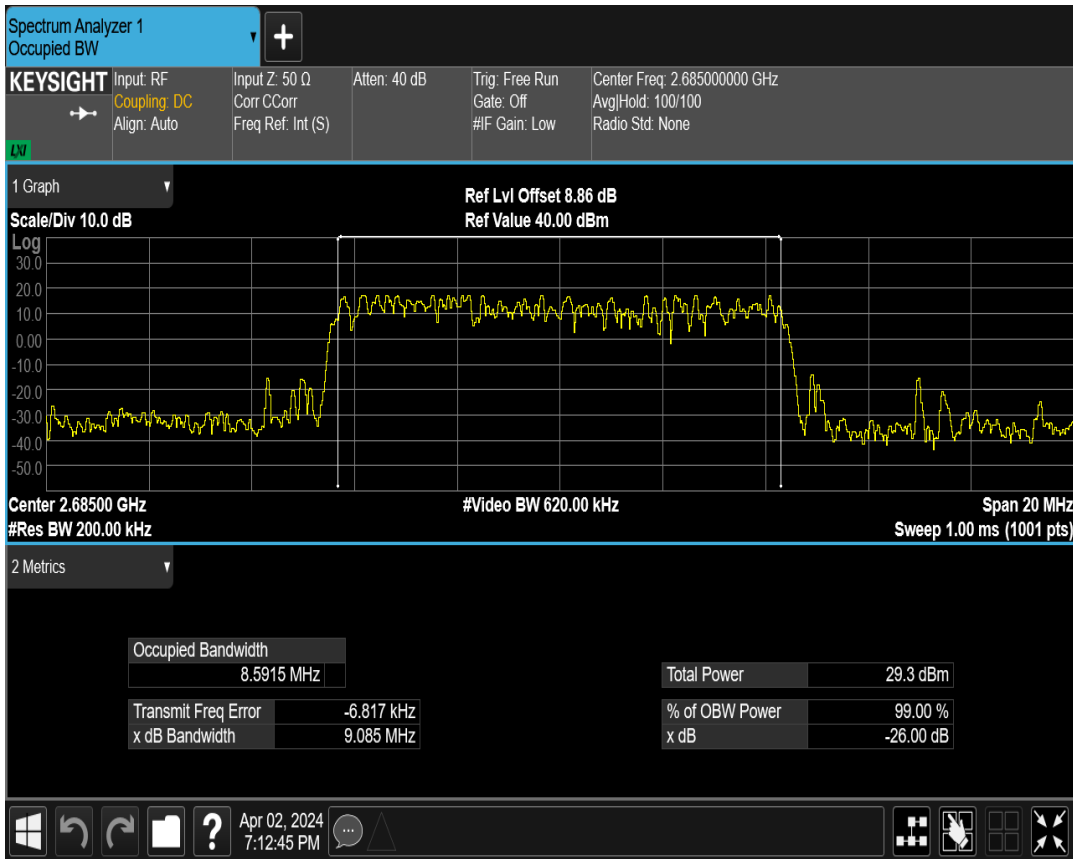 Spectrum Analyzer 1
Occupied BW
+
KEYSIGHT
Input: RF
Coupling: DC
Align: Auto
Input Z: 50 Ω
Corr CCorr
Freq Ref: Int (S)
Atten: 40 dB
Trig: Free Run
Gate: Off
#IF Gain: Low
Center Freq: 2.685000000 GHz
Avg|Hold: 100/100
Radio Std: None
LXI
1 Graph
Ref Lvl Offset 8.86 dB
Scale/Div 10.0 dB
Ref Value 40.00 dBm
Log
30.0
20.0
10.0
0.00
-10.0
-20.0
-30.0
-40.0
-50.0
Center 2.68500 GHz
#Video BW 620.00 kHz
Span 20 MHz
#Res BW 200.00 kHz
Sweep 1.00 ms (1001 pts)
2 Metrics
Occupied Bandwidth
8.5915 MHz
Total Power 29.3 dBm
Transmit Freq Error -6.817 kHz
% of OBW Power 99.00 %
x dB Bandwidth 9.085 MHz
x dB -26.00 dB
?
Apr 02, 2024
7:12:45 PM